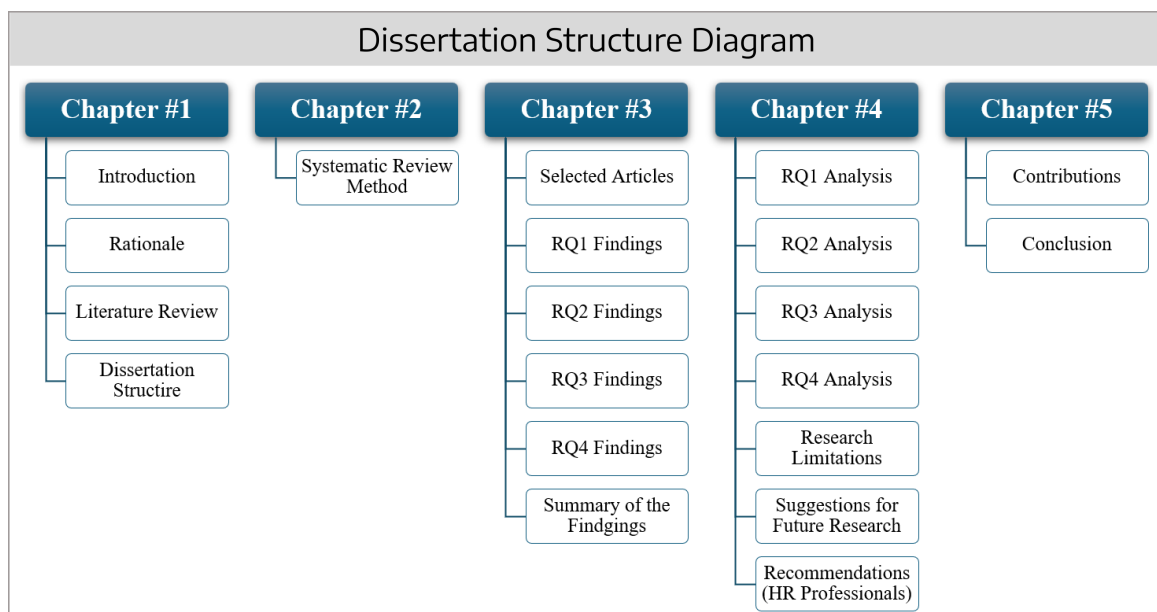 Dissertation Structure Diagram
Chapter #1
Introduction
Rationale
Literature Review
Dissertation
Structire
Chapter #2
Systematic Review
Method
Chapter #3
Selected Articles
RQ1 Findings
RQ2 Findings
RQ3 Findings
RQ4 Findings
Summary of the
Findgings
Chapter #4
RQ1 Analysis
RQ2 Analysis
RQ3 Analysis
RQ4 Analysis
Research
Limitations
Suggestions for
Future Research
Recommendations
(HR Professionals)
Chapter #5
Contributions
Conclusion